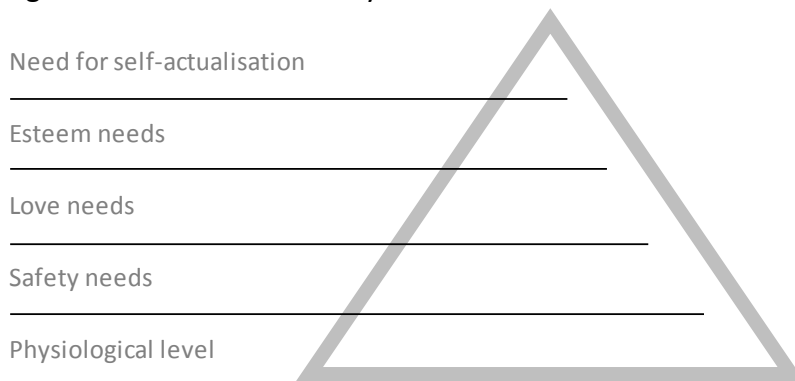 Need for self-actualisation
Esteem needs
Love needs
Safety needs
Physiological level